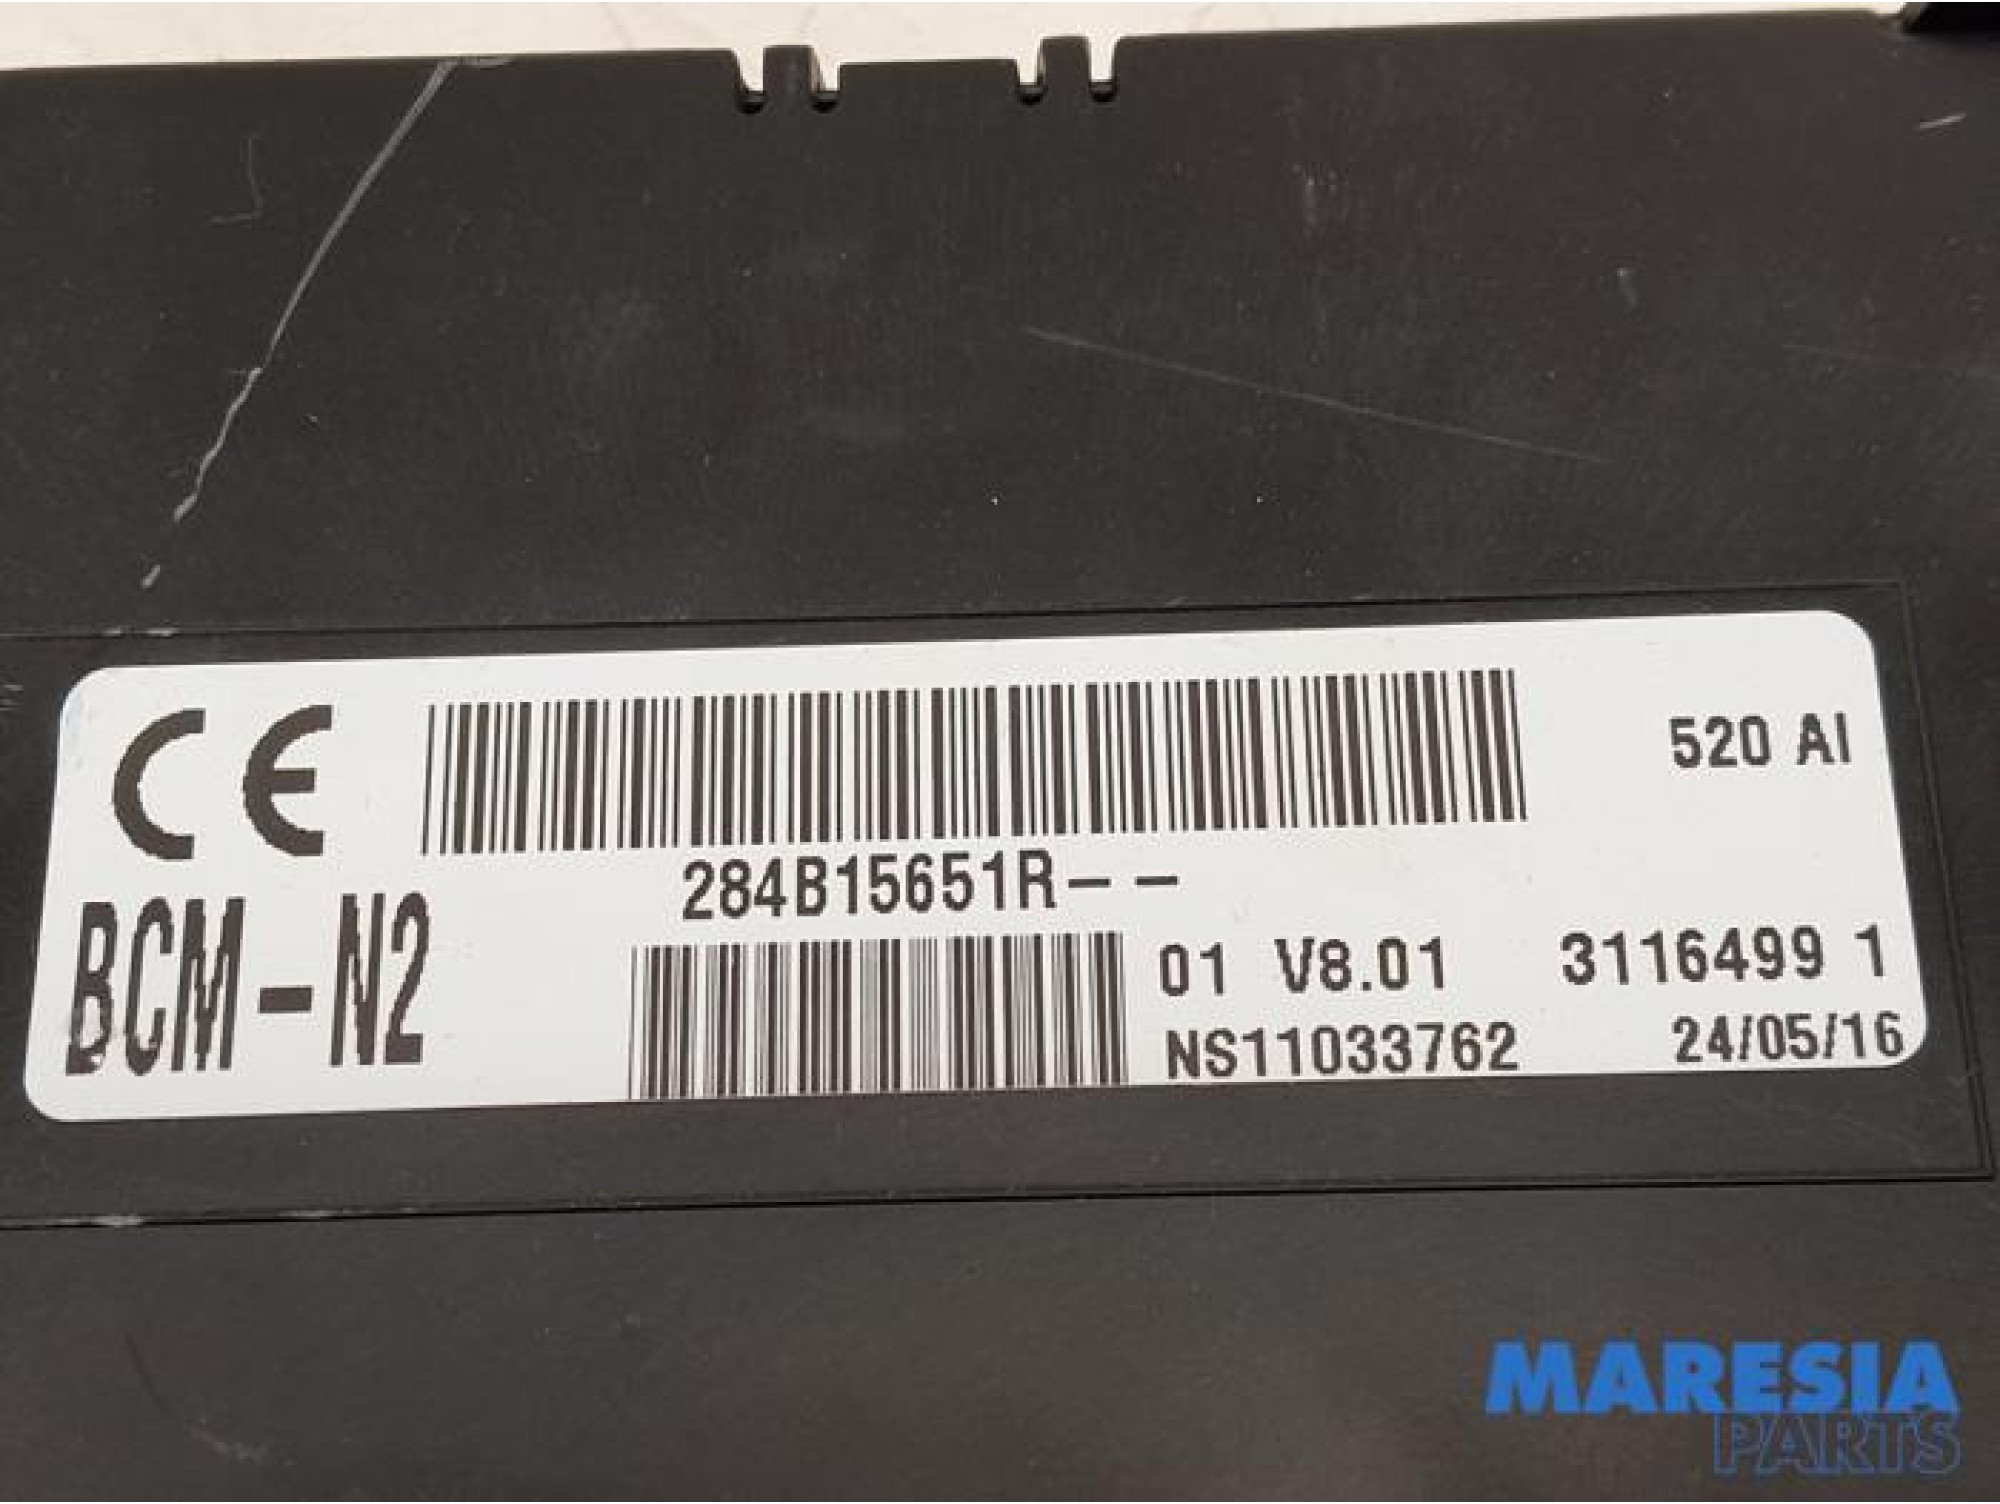 CE
520 AI
284B15651R--
BCM-N2
01 V8.01 3116499 1
NS11033762 24/05/16
MARESIA
PARTS